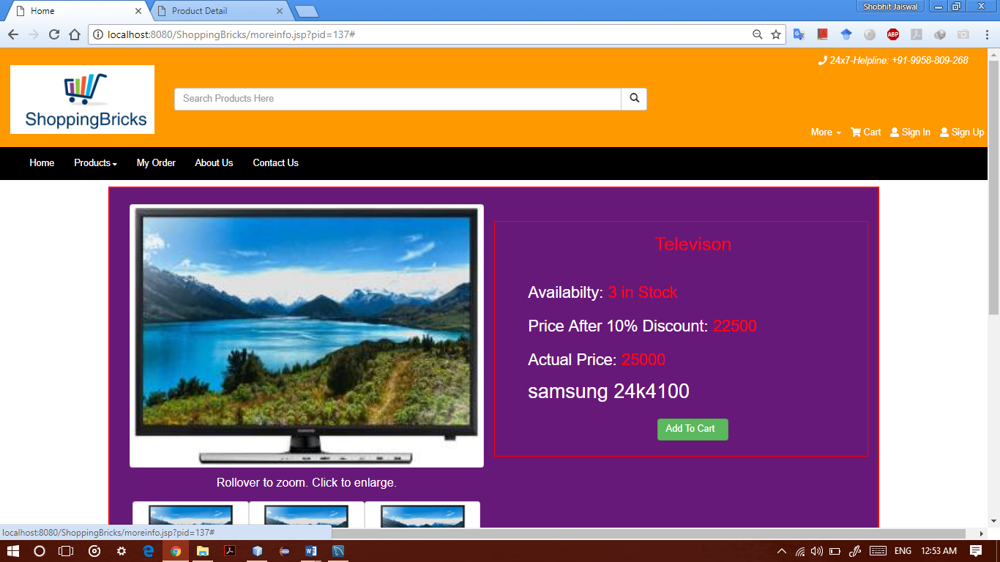 Home
Product Detail
Shobhit Jaiswal
localhost:8080/ShoppingBricks/moreinfo.jsp?pid=137#
ABP
24x7-Helpline: +91-9958-809-268
ShoppingBricks
Search Products Here
More
Cart
Sign In
Sign Up
Home
Products
My Order
About Us
Contact Us
Televison
Availabilty: 3 in Stock
Price After 10% Discount: 22500
Actual Price: 25000
samsung 24k4100
Add To Cart
SAMSUNG
Rollover to zoom. Click to enlarge.
localhost:8080/ShoppingBricks/moreinfo.jsp?pid=137#
ENG
12:53 AM